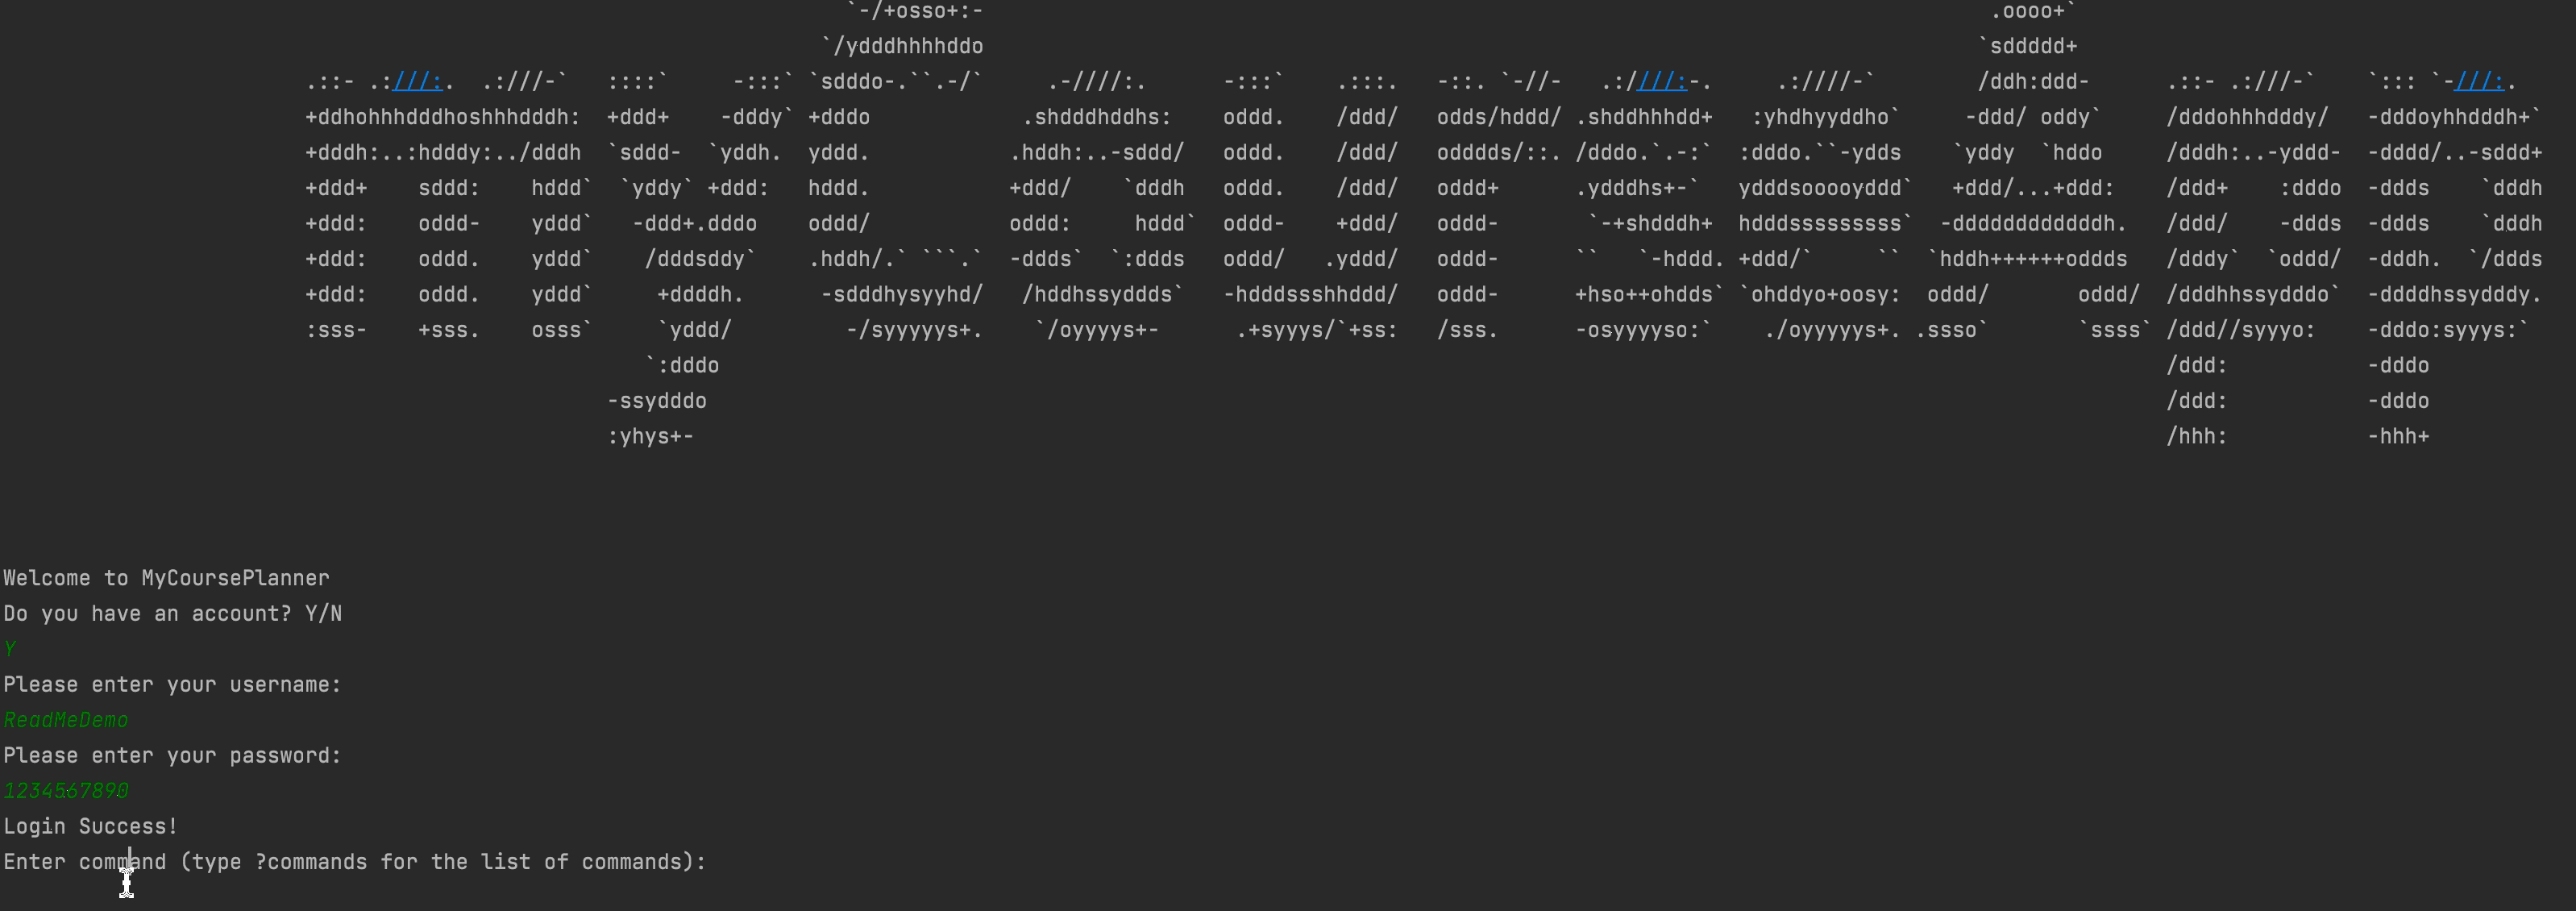 `-/+osso+:-                                                                                 .oooo+`
                                                                 `/ydddhhhhddo                                                                                `sddddd+
                        .::- .:///:.  .:///-`   ::::`     -:::` `sdddo-.``.-/`     .-////:.      -:::`    .:::.   -::. `-//-   .:////:-.     .:////-`        /ddh:ddd-      .::- .:///-`    `::: `-///:.
                        +ddhohhhdddhoshhhdddh:  +ddd+    -dddy` +dddo            .shdddhddhs:    oddd.    /ddd/   odds/hddd/ .shddhhhdd+   :yhdhyyddho`     -ddd/ oddy`     /dddohhhdddy/  -dddoyhhdddh+`
                        +dddh:..:hdddy:../dddh  `sddd-  `yddh.  yddd.           .hddh:..-sddd/   oddd.    /ddd/   odddds/::. /dddo.`.-:`  :dddo.``-ydds    `yddy  `hddo     /dddh:..-yddd-  -dddd/..-sddd+
                        +ddd+    sddd:    hddd`  `yddy` +ddd:   hddd.           +ddd/    `dddh   oddd.    /ddd/   oddd+      .ydddhs+-`   ydddsooooyddd`   +ddd/...+ddd:    /ddd+    :dddo  -ddds    `dddh
                        +ddd:    oddd-    yddd`   -ddd+.dddo    oddd/           oddd:     hddd`  oddd-    +ddd/   oddd-       `-+shdddh+  hdddsssssssss`  -ddddddddddddh.   /ddd/    -ddds  -ddds    `dddh
                        +ddd:    oddd.    yddd`    /dddsddy`    .hddh/.` ```.`  -ddds`  `:ddds   oddd/   .yddd/   oddd-      ``   `-hddd. +ddd/`     ``  `hddh++++++oddds   /dddy`  `oddd/  -dddh.  `/ddds
                        +ddd:    oddd.    yddd`     +ddddh.      -sdddhysyyhd/   /hddhssyddds`   -hdddssshhddd/   oddd-      +hso++ohdds` `ohddyo+oosy:  oddd/       oddd/  /dddhhssydddo`  -ddddhssydddy.
                        :sss-    +sss.    osss`     `yddd/         -/syyyyys+.    `/oyyyys+-      .+syyys/`+ss:   /sss.      -osyyyyso:`    ./oyyyyys+. .ssso`       `ssss` /ddd//syyyo:    -dddo:syyys:`
                                                   `:dddo                                                                                                                   /ddd:           -dddo
                                                -ssydddo                                                                                                                    /ddd:           -dddo
                                                :yhys+-                                                                                                                     /hhh:           -hhh+
Welcome to MyCoursePlanner
Do you have an account? Y/N
Y
Please enter your username:
ReadMeDemo
Please enter your password:
1234567890
Login Success!
Enter command (type ?commands for the list of commands):